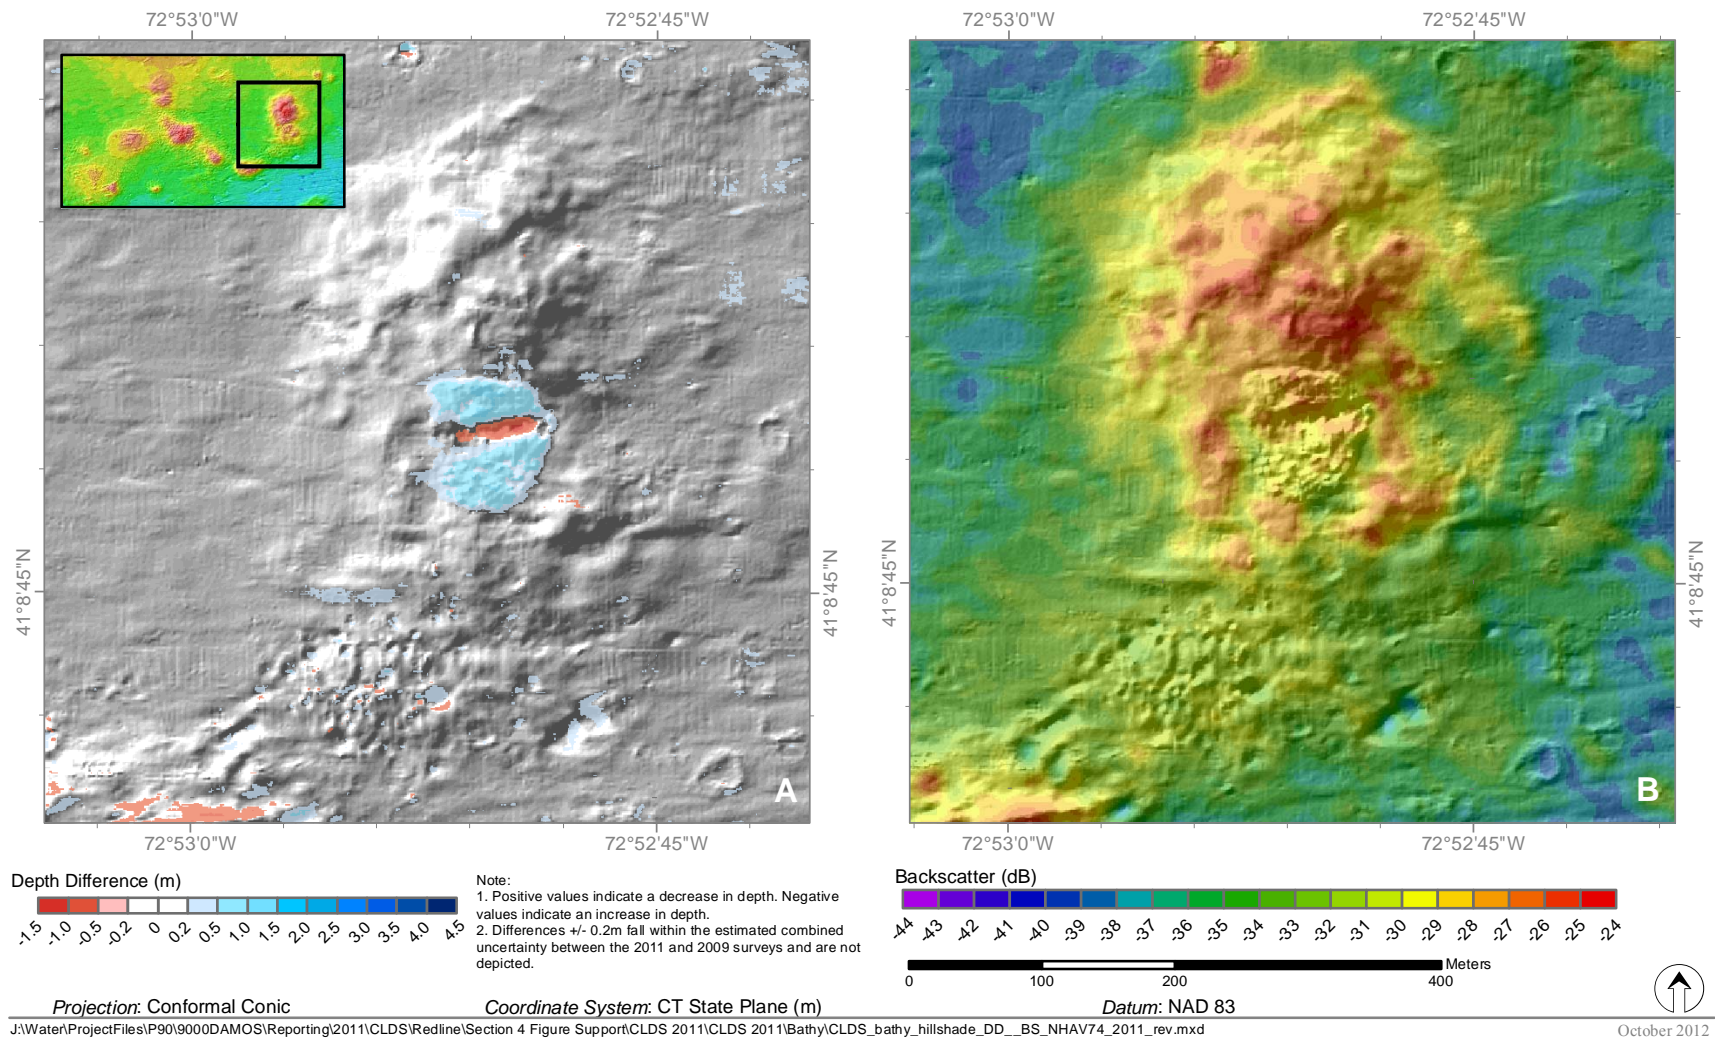 72°53'0"W 72°52'45"W 72°53'0"W 72°52'45"W
41°8'45"N 41°8'45"N 41°8'45"N 41°8'45"N
A B
72°53'0"W 72°52'45"W 72°53'0"W 72°52'45"W
Depth Difference (m)
-1.5 -1.0 -0.5 -0.2 0 0.2 0.5 1.0 1.5 2.0 2.5 3.0 3.5 4.0 4.5
Note:
1. Positive values indicate a decrease in depth. Negative
values indicate an increase in depth.
2. Differences +/- 0.2m fall within the estimated combined
uncertainty between the 2011 and 2009 surveys and are not
depicted.
Backscatter (dB)
-44 -43 -42 -41 -40 -39 -38 -37 -36 -35 -34 -33 -32 -31 -30 -29 -28 -27 -26 -25 -24
Meters
0 100 200 400
Projection: Conformal Conic Coordinate System: CT State Plane (m) Datum: NAD 83
J:\Water\ProjectFiles\P90\9000DAMOS\Reporting\2011\CLDS\Redline\Section 4 Figure Support\CLDS 2011\CLDS 2011\Bathy\CLDS_bathy_hillshade_DD__BS_NHAV74_2011_rev.mxd October 2012